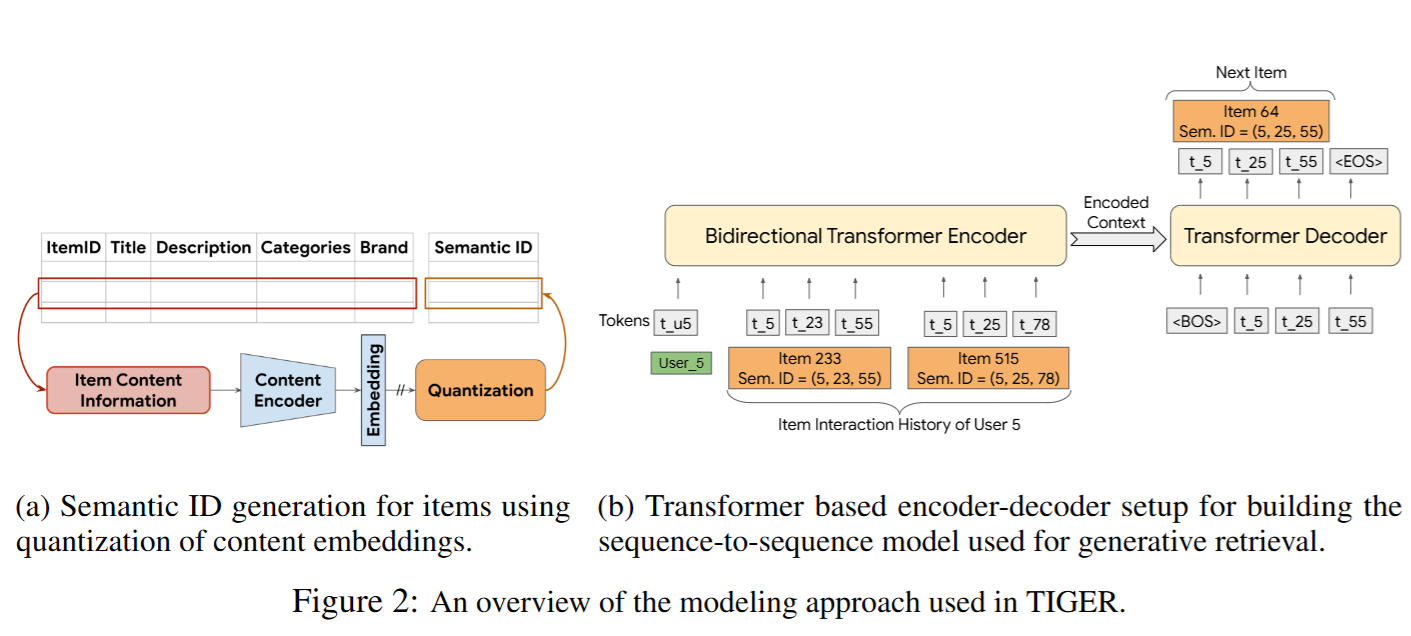 ItemID Title Description Categories Brand Semantic ID
Item Content
Information
Content
Encoder
Embedding
Quantization
(a) Semantic ID generation for items using
quantization of content embeddings.
Next Item
Item 64
Sem. ID = (5, 25, 55)
t_5 t_25 t_55 <EOS>
Bidirectional Transformer Encoder
Encoded
Context
Transformer Decoder
Tokens t_u5 t_5 t_23 t_55 t_5 t_25 t_78
<BOS> t_5 t_25 t_55
User_5
Item 233
Sem. ID = (5, 23, 55)
Item 515
Sem. ID = (5, 25, 78)
Item Interaction History of User 5
(b) Transformer based encoder-decoder setup for building the
sequence-to-sequence model used for generative retrieval.
Figure 2: An overview of the modeling approach used in TIGER.